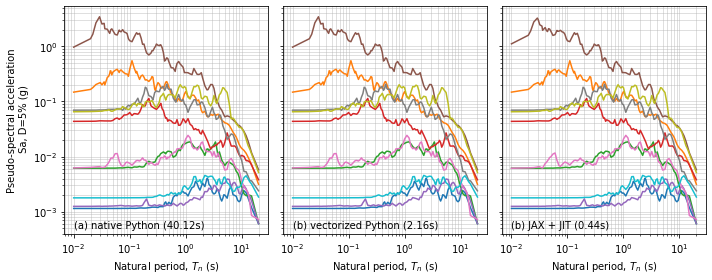 Pseudo-spectral acceleration
Sa, D=5% (g)
10⁰
10⁻¹
10⁻²
10⁻³
(a) native Python (40.12s)
(b) vectorized Python (2.16s)
(b) JAX + JIT (0.44s)
10⁻² 10⁻¹ 10⁰ 10¹
10⁻² 10⁻¹ 10⁰ 10¹
10⁻² 10⁻¹ 10⁰ 10¹
Natural period, Tₙ (s)
Natural period, Tₙ (s)
Natural period, Tₙ (s)